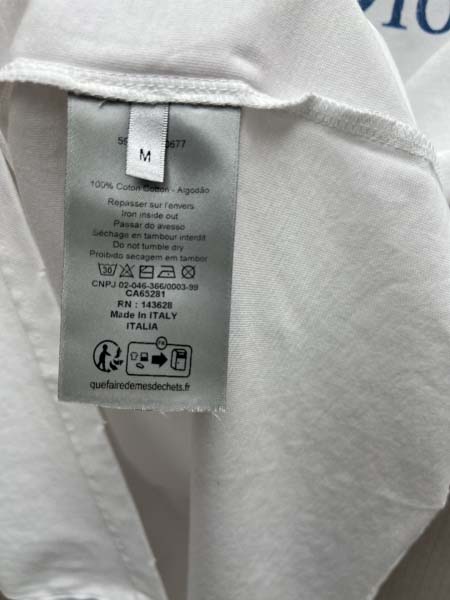 M
100% Coton Cotton - Algodão
Repasser sur l'envers
Iron inside out
Passar do avesso
Séchage en tambour interdit
Do not tumble dry
Proibido secagem em tambor
30
CNPJ 02-046-366/0003-99
CA65281
RN : 143628
Made In ITALY
ITALIA
FR
quefairedemesdechets.fr